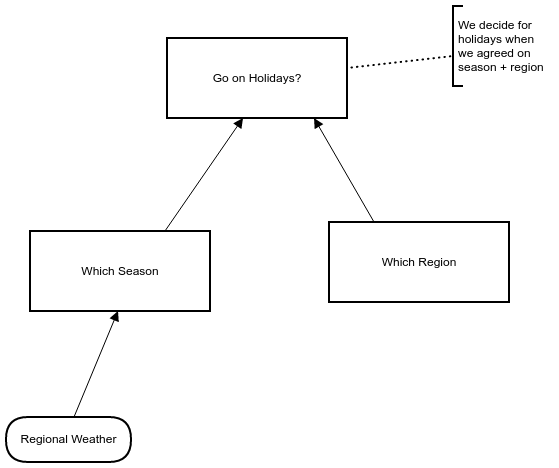 We decide for
holidays when
we agreed on
season + region
Go on Holidays?
Which Season
Which Region
Regional Weather